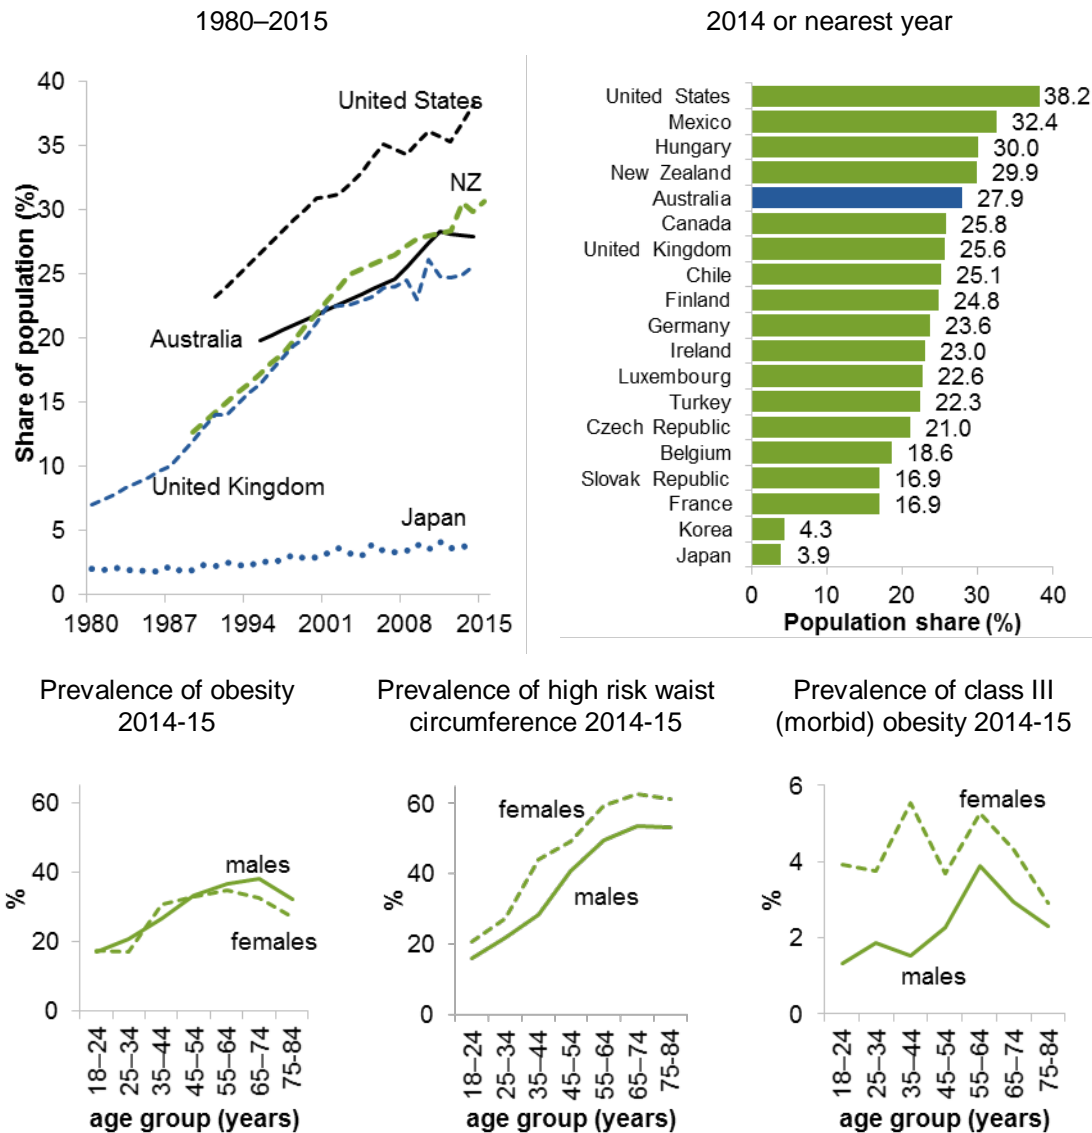 1980–2015
40
35
30
25
20
15
10
5
0
Share of population (%)
United States
NZ
Australia
United Kingdom
Japan
1980 1987 1994 2001 2008 2015
2014 or nearest year
United States 38.2
Mexico 32.4
Hungary 30.0
New Zealand 29.9
Australia 27.9
Canada 25.8
United Kingdom 25.6
Chile 25.1
Finland 24.8
Germany 23.6
Ireland 23.0
Luxembourg 22.6
Turkey 22.3
Czech Republic 21.0
Belgium 18.6
Slovak Republic 16.9
France 16.9
Korea 4.3
Japan 3.9
0 10 20 30 40
Population share (%)
Prevalence of obesity
2014-15
60
40
20
0
%
males
females
18–24
25–34
35–44
45-54
55–64
65–74
75-84
age group (years)
Prevalence of high risk waist
circumference 2014-15
60
40
20
0
%
females
males
18–24
25–34
35–44
45-54
55–64
65–74
75-84
age group (years)
Prevalence of class III
(morbid) obesity 2014-15
6
4
2
0
%
females
males
18–24
25–34
35–44
45-54
55–64
65–74
75-84
age group (years)